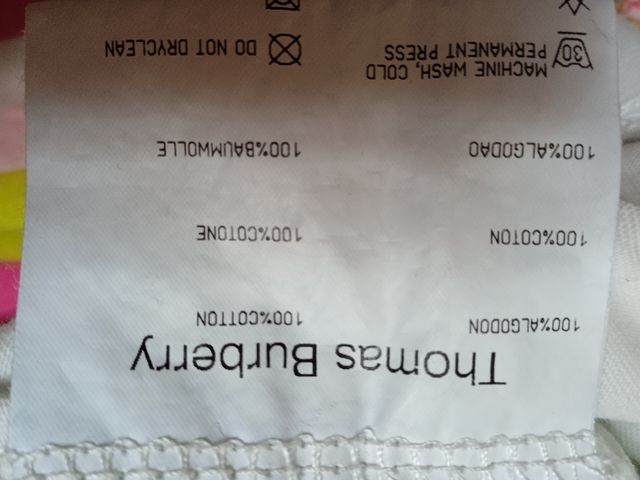 Thomas Burberry
100%ALGODON 100%COTTON
100%COTON 100%COTONE
100%ALGODAO 100%BAUMWOLLE
30 MACHINE WASH, COLD
PERMANENT PRESS DO NOT DRYCLEAN